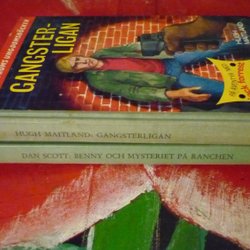 GANGSTER-
LIGAN
HUGH MAITLAND: GANGSTERLIGAN
DAN SCOTT: BENNY OCH MYSTERIET PÅ RANCHEN